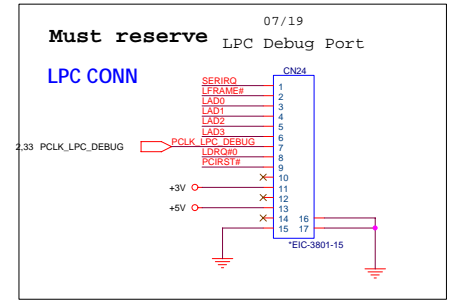 07/19
Must reserve
LPC Debug Port
LPC CONN
CN24
SERIRQ 1
LFRAME# 2
LAD0 3
LAD1 4
LAD2 5
LAD3 6
2,33 PCLK_LPC_DEBUG PCLK_LPC_DEBUG 7
LDRQ#0 8
PCIRST# 9
10
+3V 11
12
+5V 13
14 16
15 17
*EIC-3801-15